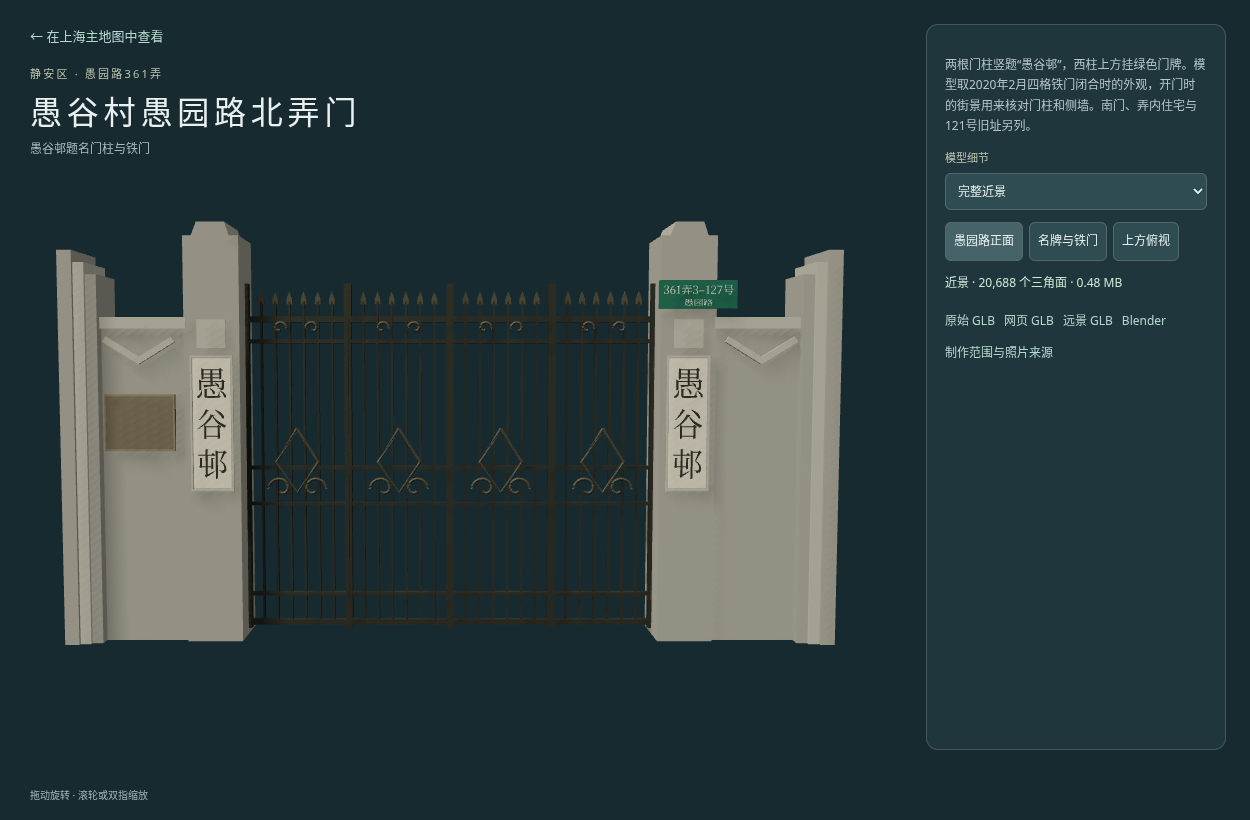 ← 在上海主地图中查看
静安区 · 愚园路361弄
愚谷村愚园路北弄门
愚谷邨题名门柱与铁门
361弄3–127号
愚园路
愚谷邨
愚谷邨
拖动旋转 · 滚轮或双指缩放
两根门柱竖题“愚谷邨”，西柱上方挂绿色门牌。模
型取2020年2月四格铁门闭合时的外观，开门时
的街景用来核对门柱和侧墙。南门、弄内住宅与
121号旧址另列。
模型细节
完整近景
愚园路正面 名牌与铁门 上方俯视
近景 · 20,688 个三角面 · 0.48 MB
原始 GLB 网页 GLB 远景 GLB Blender
制作范围与照片来源